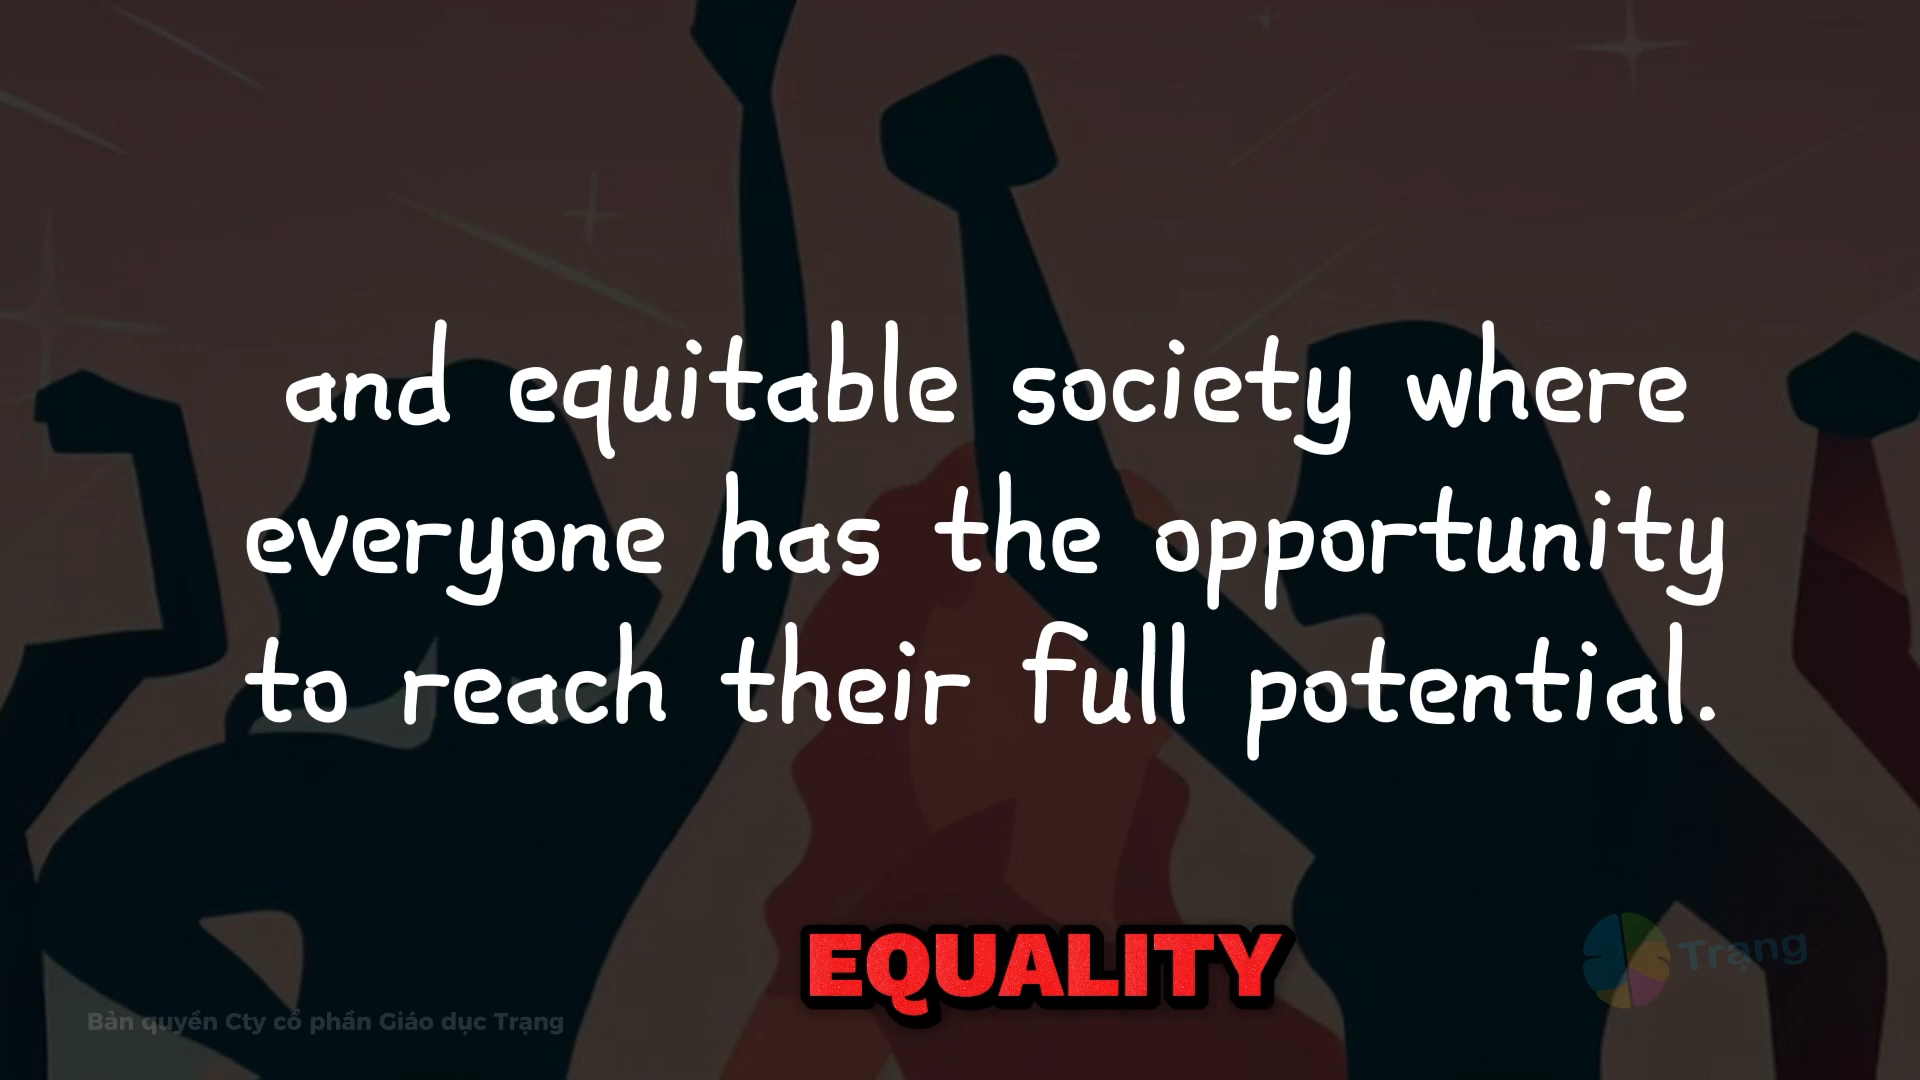 and equitable society where
everyone has the opportunity
to reach their full potential.
EQUALITY
Trạng
Bản quyền Cty cổ phần Giáo dục Trạng